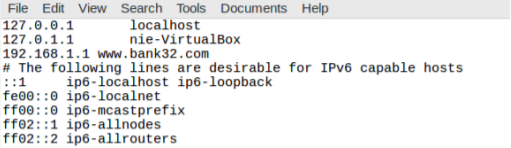 File Edit View Search Tools Documents Help
127.0.0.1 localhost
127.0.1.1 nie-VirtualBox
192.168.1.1 www.bank32.com
# The following lines are desirable for IPv6 capable hosts
::1 ip6-localhost ip6-loopback
fe00::0 ip6-localnet
ff00::0 ip6-mcastprefix
ff02::1 ip6-allnodes
ff02::2 ip6-allrouters